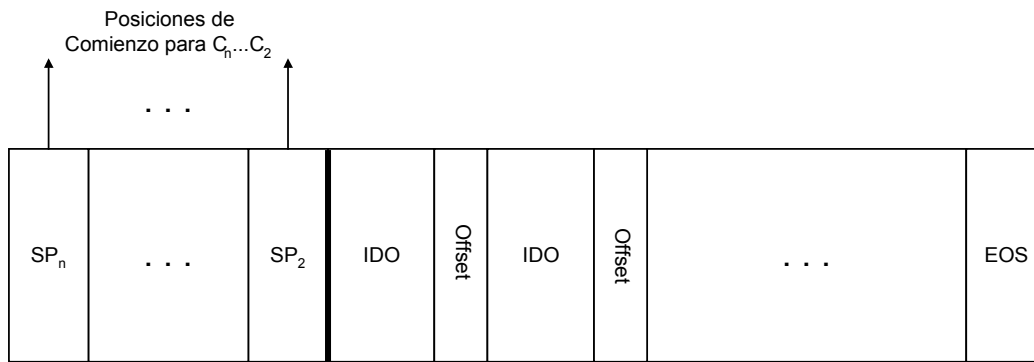 Posiciones de
Comienzo para Cn...C2
. . .
SPn
. . .
SP2
IDO
Offset
IDO
Offset
. . .
EOS